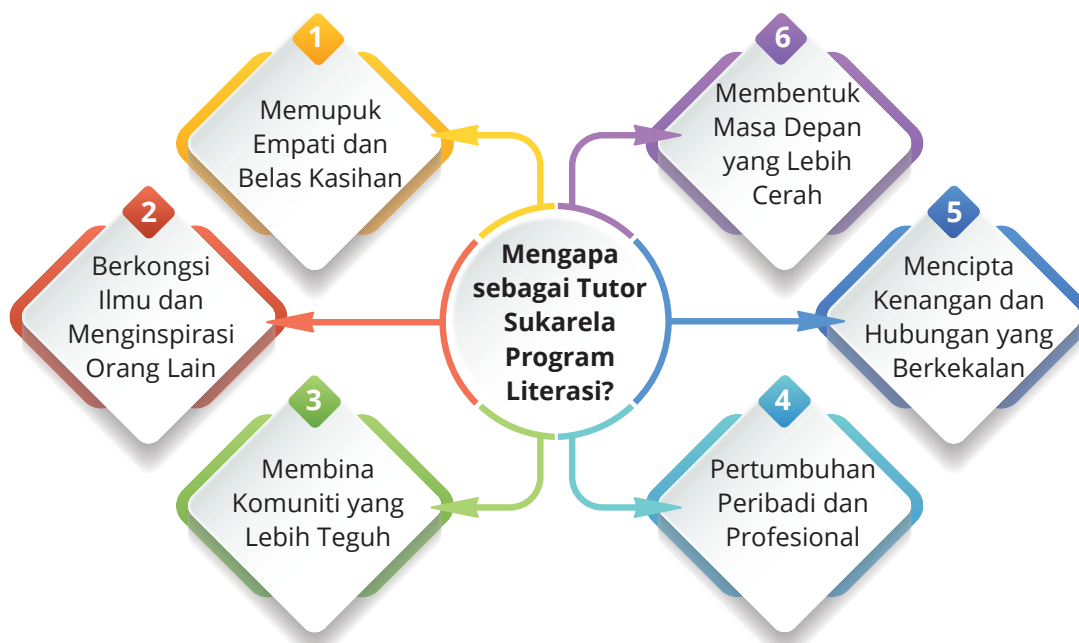 Mengapa
sebagai Tutor
Sukarela
Program
Literasi?
1
Memupuk
Empati dan
Belas Kasihan
2
Berkongsi
Ilmu dan
Menginspirasi
Orang Lain
3
Membina
Komuniti yang
Lebih Teguh
4
Pertumbuhan
Peribadi dan
Profesional
5
Mencipta
Kenangan dan
Hubungan yang
Berkekalan
6
Membentuk
Masa Depan
yang Lebih
Cerah